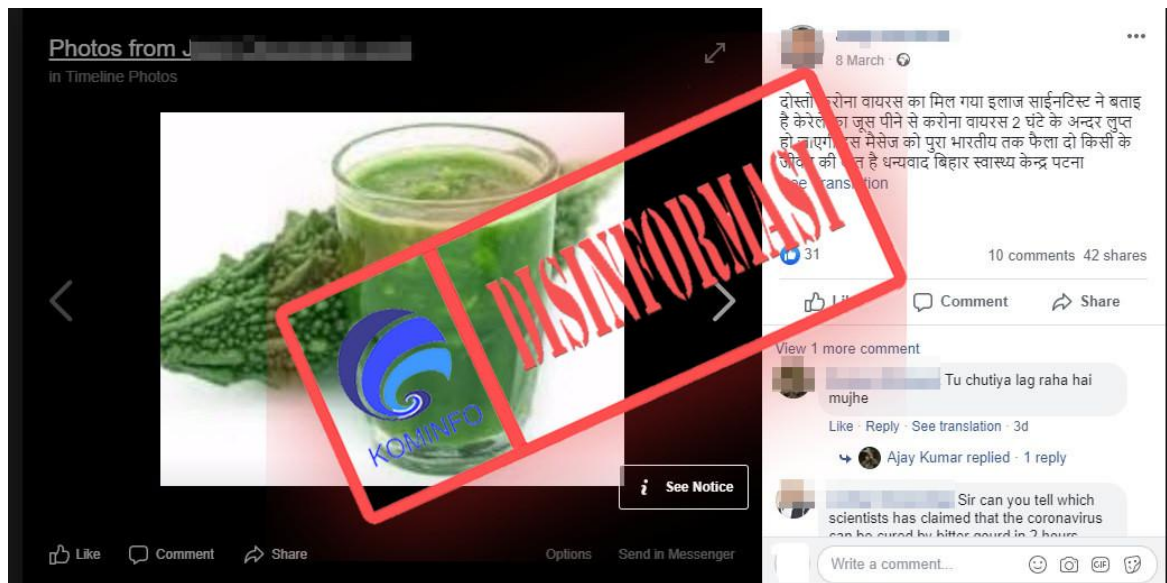 Photos from J
in Timeline Photos
8 March
दोस्तो रोना वायरस का मिल गया इलाज साईनटिस्ट ने बताइ
है केरेल का जूस पीने से करोना वायरस 2 घंटे के अन्दर लुप्त
हो मैसेज को पुरा भारतीय तक फैला दो किसी के
की है धन्यवाद बिहार स्वास्थ्य केन्द्र पटना
See Translation
DISINFORMASI
KOMINFO
31
10 comments 42 shares
Like Comment Share
View 1 more comment
Tu chutiya lag raha hai
mujhe
Like · Reply · See translation · 3d
Ajay Kumar replied · 1 reply
Sir can you tell which
scientists has claimed that the coronavirus
can be cured by bitter gourd in 2 hours
i See Notice
Like Comment Share
Options Send in Messenger
Write a comment...
GIF